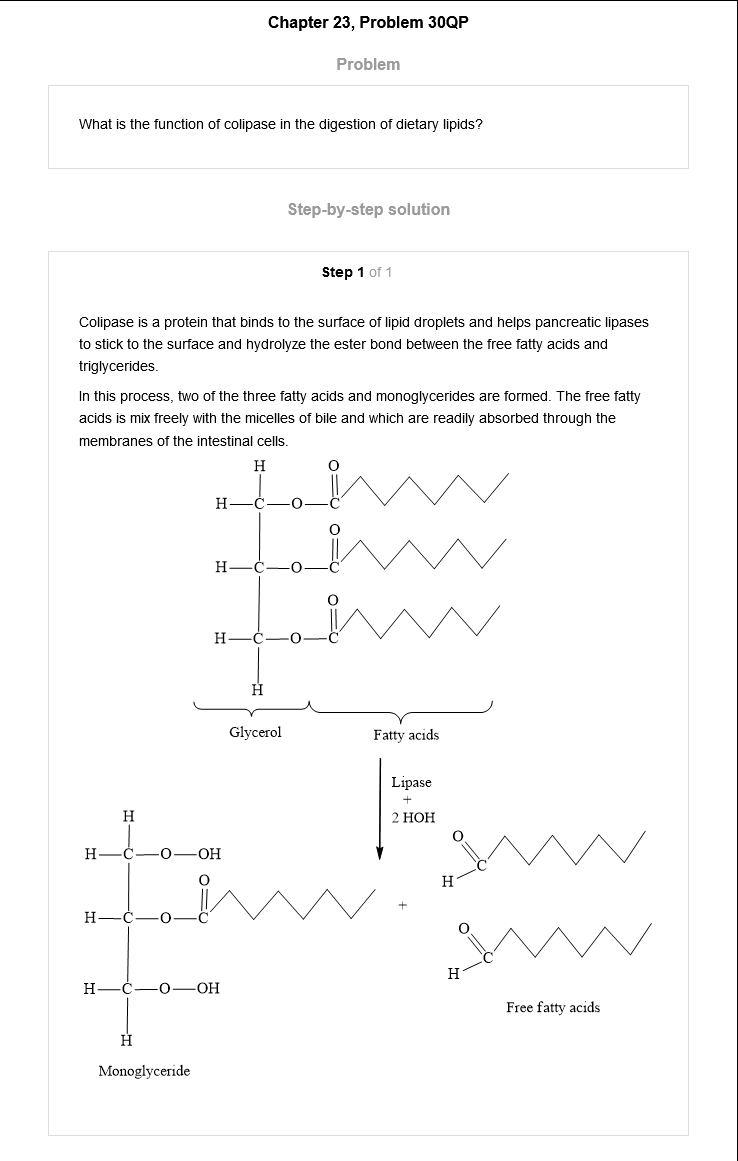 Chapter 23, Problem 30QP
Problem
What is the function of colipase in the digestion of dietary lipids?
Step-by-step solution
Step 1 of 1
Colipase is a protein that binds to the surface of lipid droplets and helps pancreatic lipases
to stick to the surface and hydrolyze the ester bond between the free fatty acids and
triglycerides.
In this process, two of the three fatty acids and monoglycerides are formed. The free fatty
acids is mix freely with the micelles of bile and which are readily absorbed through the
membranes of the intestinal cells.
H O
H C O C
O
H C O C
O
H C O C
H
Glycerol Fatty acids
Lipase
+
2 HOH
H
O
H C O OH
C
O
H
H C O C
+
O
C
H
H C O OH
Free fatty acids
H
Monoglyceride